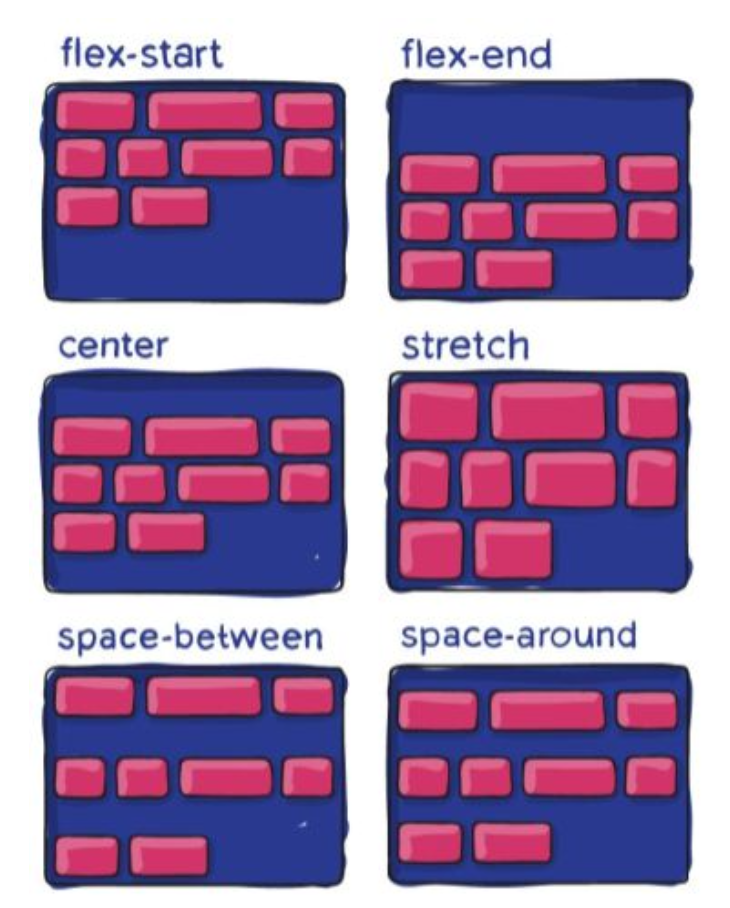 flex-start
flex-end
center
stretch
space-between
space-around